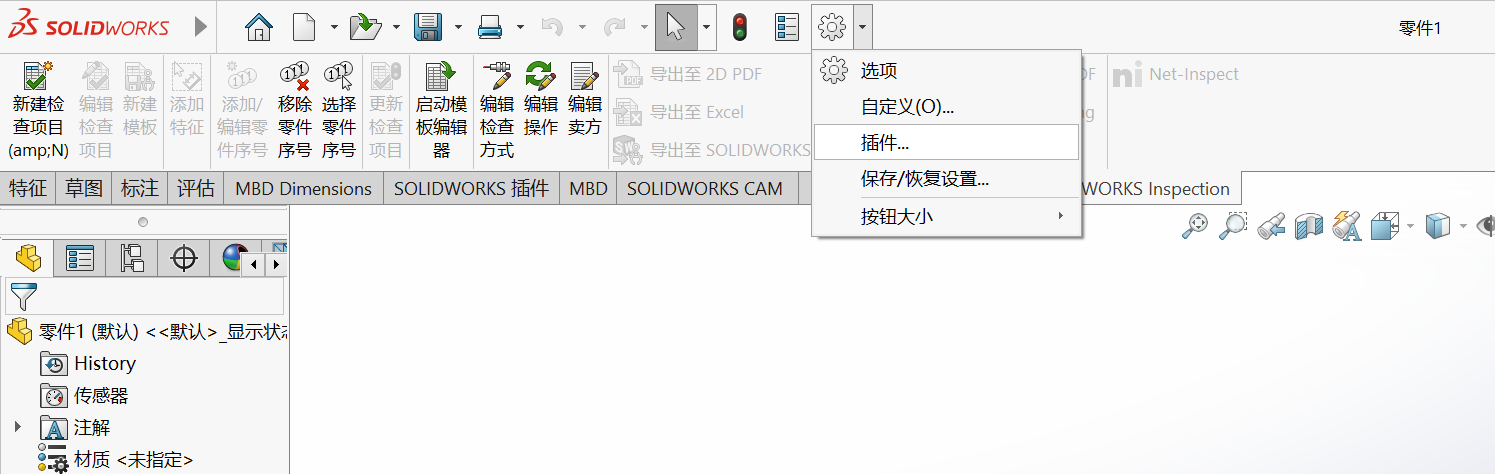 SOLIDWORKS
零件1
选项
自定义(O)...
插件...
保存/恢复设置...
按钮大小
新建检
查项目
(amp;N)
编辑
检查
项目
新建
模板
添加
特征
添加/
编辑零
件序号
移除
零件
序号
选择
零件
序号
更新
检查
项目
启动模
板编辑
器
编辑
检查
方式
编辑
操作
编辑
卖方
导出至 2D PDF
导出至 Excel
导出至 SOLIDWORKS
Net-Inspect
特征 草图 标注 评估 MBD Dimensions SOLIDWORKS 插件 MBD SOLIDWORKS CAM WORKS Inspection
零件1 (默认) <<默认>_显示状态
History
传感器
注解
材质 <未指定>